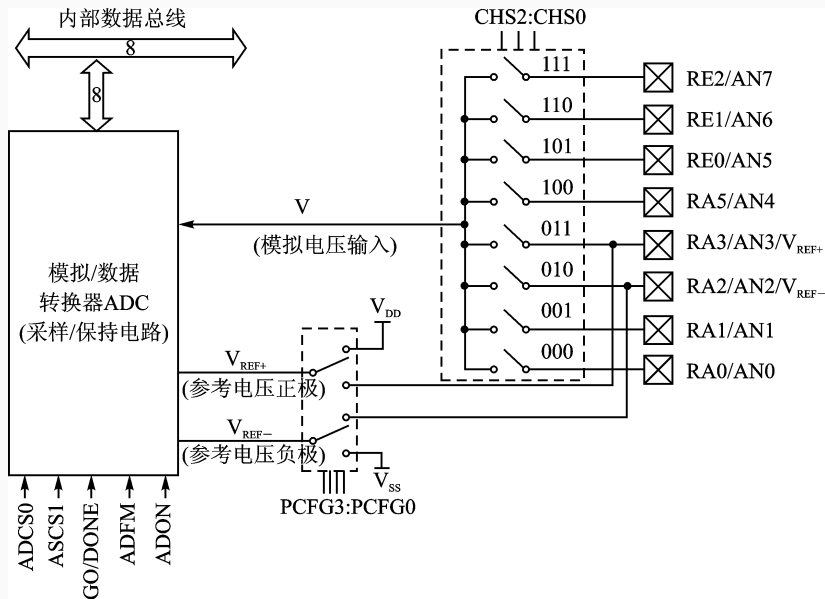 内部数据总线
8
8
CHS2:CHS0
111
RE2/AN7
110
RE1/AN6
101
RE0/AN5
100
RA5/AN4
V
(模拟电压输入)
011
RA3/AN3/VREF+
010
RA2/AN2/VREF−
001
RA1/AN1
000
RA0/AN0
模拟/数据
转换器ADC
(采样/保持电路)
VDD
VREF+
(参考电压正极)
VREF−
(参考电压负极)
VSS
PCFG3:PCFG0
ADCS0
ASCS1
GO/DONE
ADFM
ADON